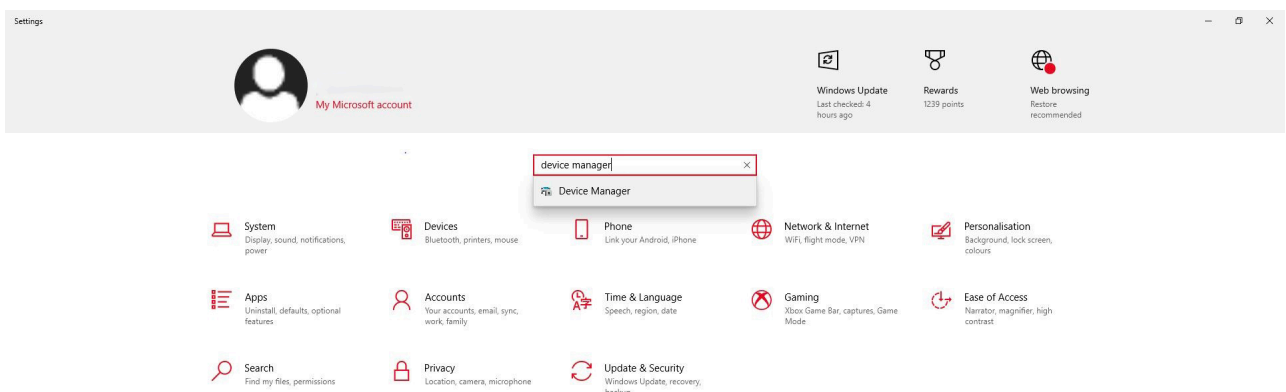 Settings
My Microsoft account
Windows Update
Last checked: 4
hours ago
Rewards
1239 points
Web browsing
Restore
recommended
device manager
Device Manager
System
Display, sound, notifications,
power
Devices
Bluetooth, printers, mouse
Phone
Link your Android, iPhone
Network & Internet
WiFi, flight mode, VPN
Personalisation
Background, lock screen,
colours
Apps
Uninstall, defaults, optional
features
Accounts
Your accounts, email, sync,
work, family
Time & Language
Speech, region, date
Gaming
Xbox Game Bar, captures, Game
Mode
Ease of Access
Narrator, magnifier, high
contrast
Search
Find my files, permissions
Privacy
Location, camera, microphone
Update & Security
Windows Update, recovery,
backup